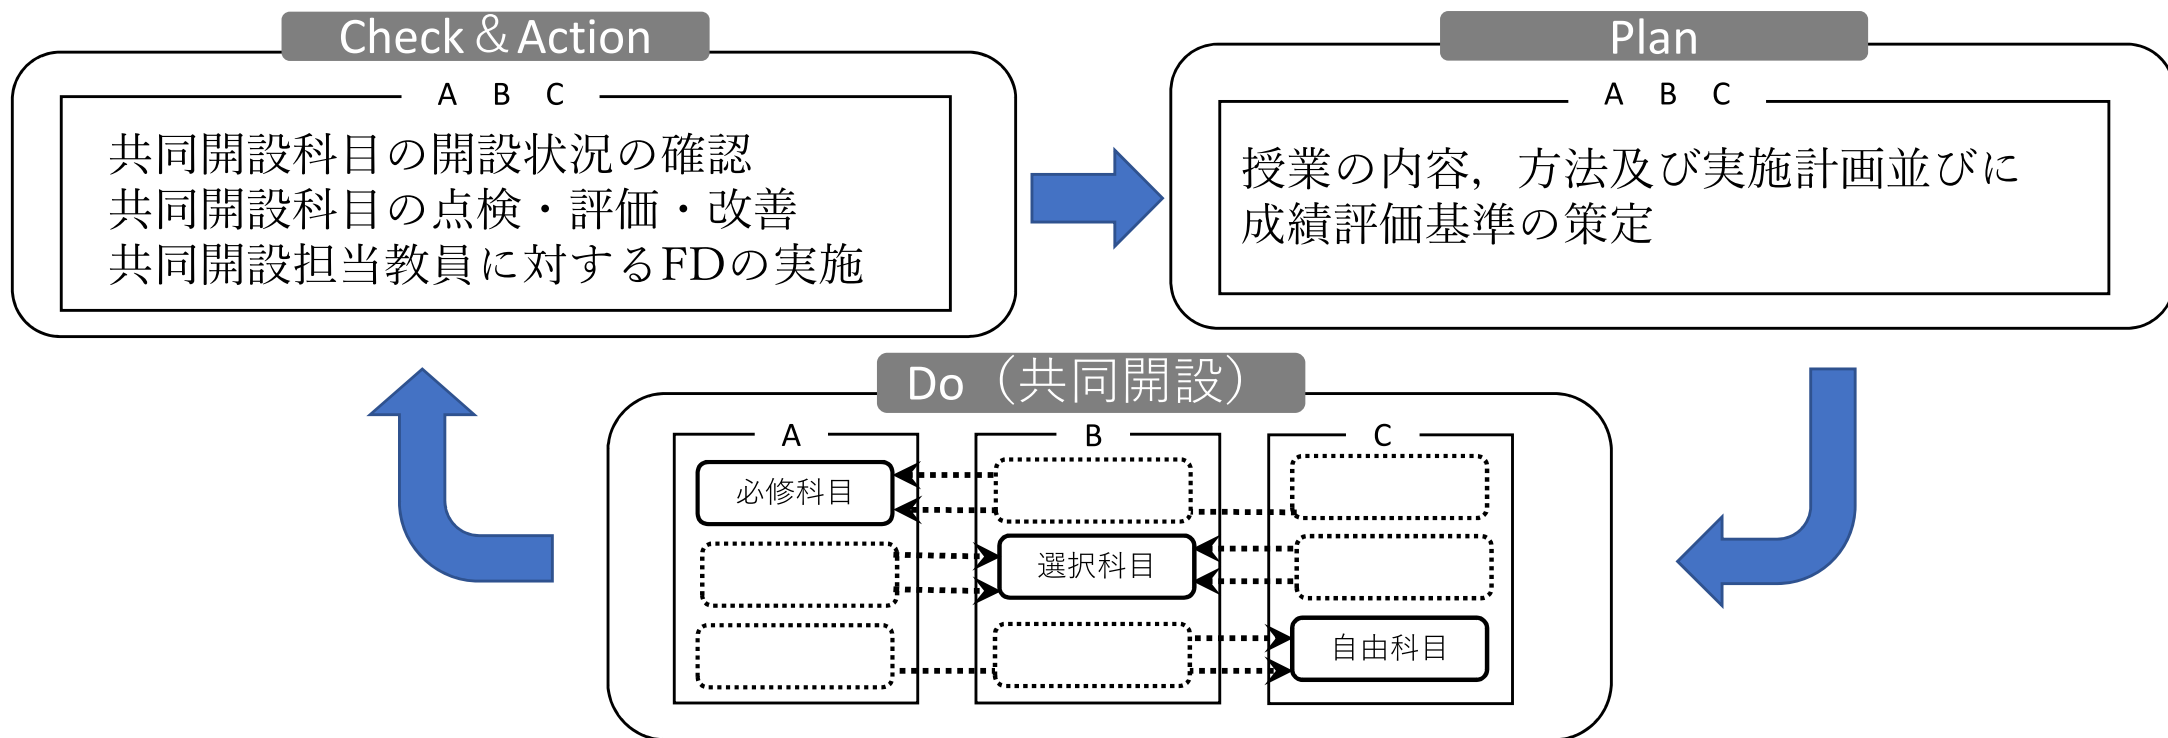 Check＆Action
A B C
共同開設科目の開設状況の確認
共同開設科目の点検・評価・改善
共同開設担当教員に対するFDの実施
Plan
A B C
授業の内容，方法及び実施計画並びに
成績評価基準の策定
Do（共同開設）
A
必修科目
B
選択科目
C
自由科目